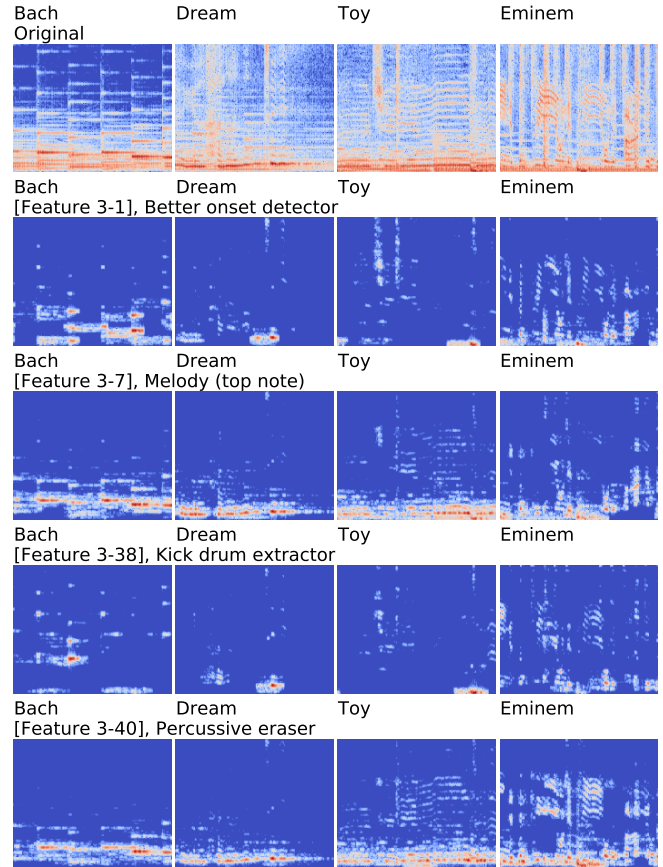 Bach Dream Toy Eminem
Original
Bach Dream Toy Eminem
[Feature 3-1], Better onset detector
Bach Dream Toy Eminem
[Feature 3-7], Melody (top note)
Bach Dream Toy Eminem
[Feature 3-38], Kick drum extractor
Bach Dream Toy Eminem
[Feature 3-40], Percussive eraser